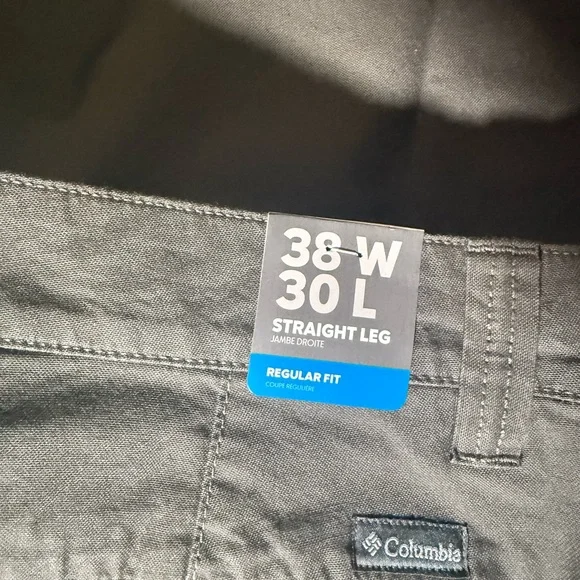 38 W
30 L
STRAIGHT LEG
JAMBE DROITE
REGULAR FIT
COUPE RÉGULIÈRE
Columbia